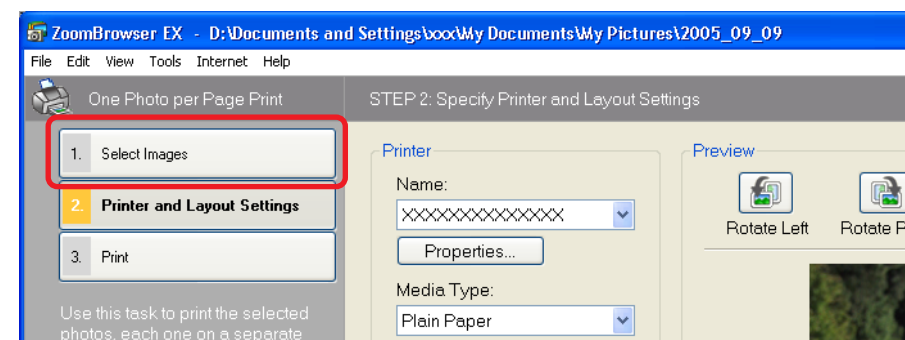 ZoomBrowser EX - D:\Documents and Settings\xxx\My Documents\My Pictures\2005_09_09
File Edit View Tools Internet Help
One Photo per Page Print
STEP 2: Specify Printer and Layout Settings
1. Select Images
2. Printer and Layout Settings
3. Print
Use this task to print the selected
photos, each one on a separate
Printer
Name:
XXXXXXXXXXXXXX
Properties...
Media Type:
Plain Paper
Preview
Rotate Left
Rotate R